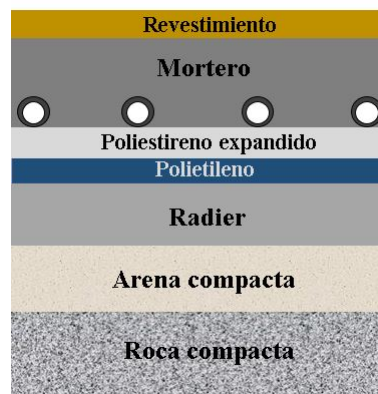 Revestimiento
Mortero
Poliestireno expandido
Polietileno
Radier
Arena compacta
Roca compacta